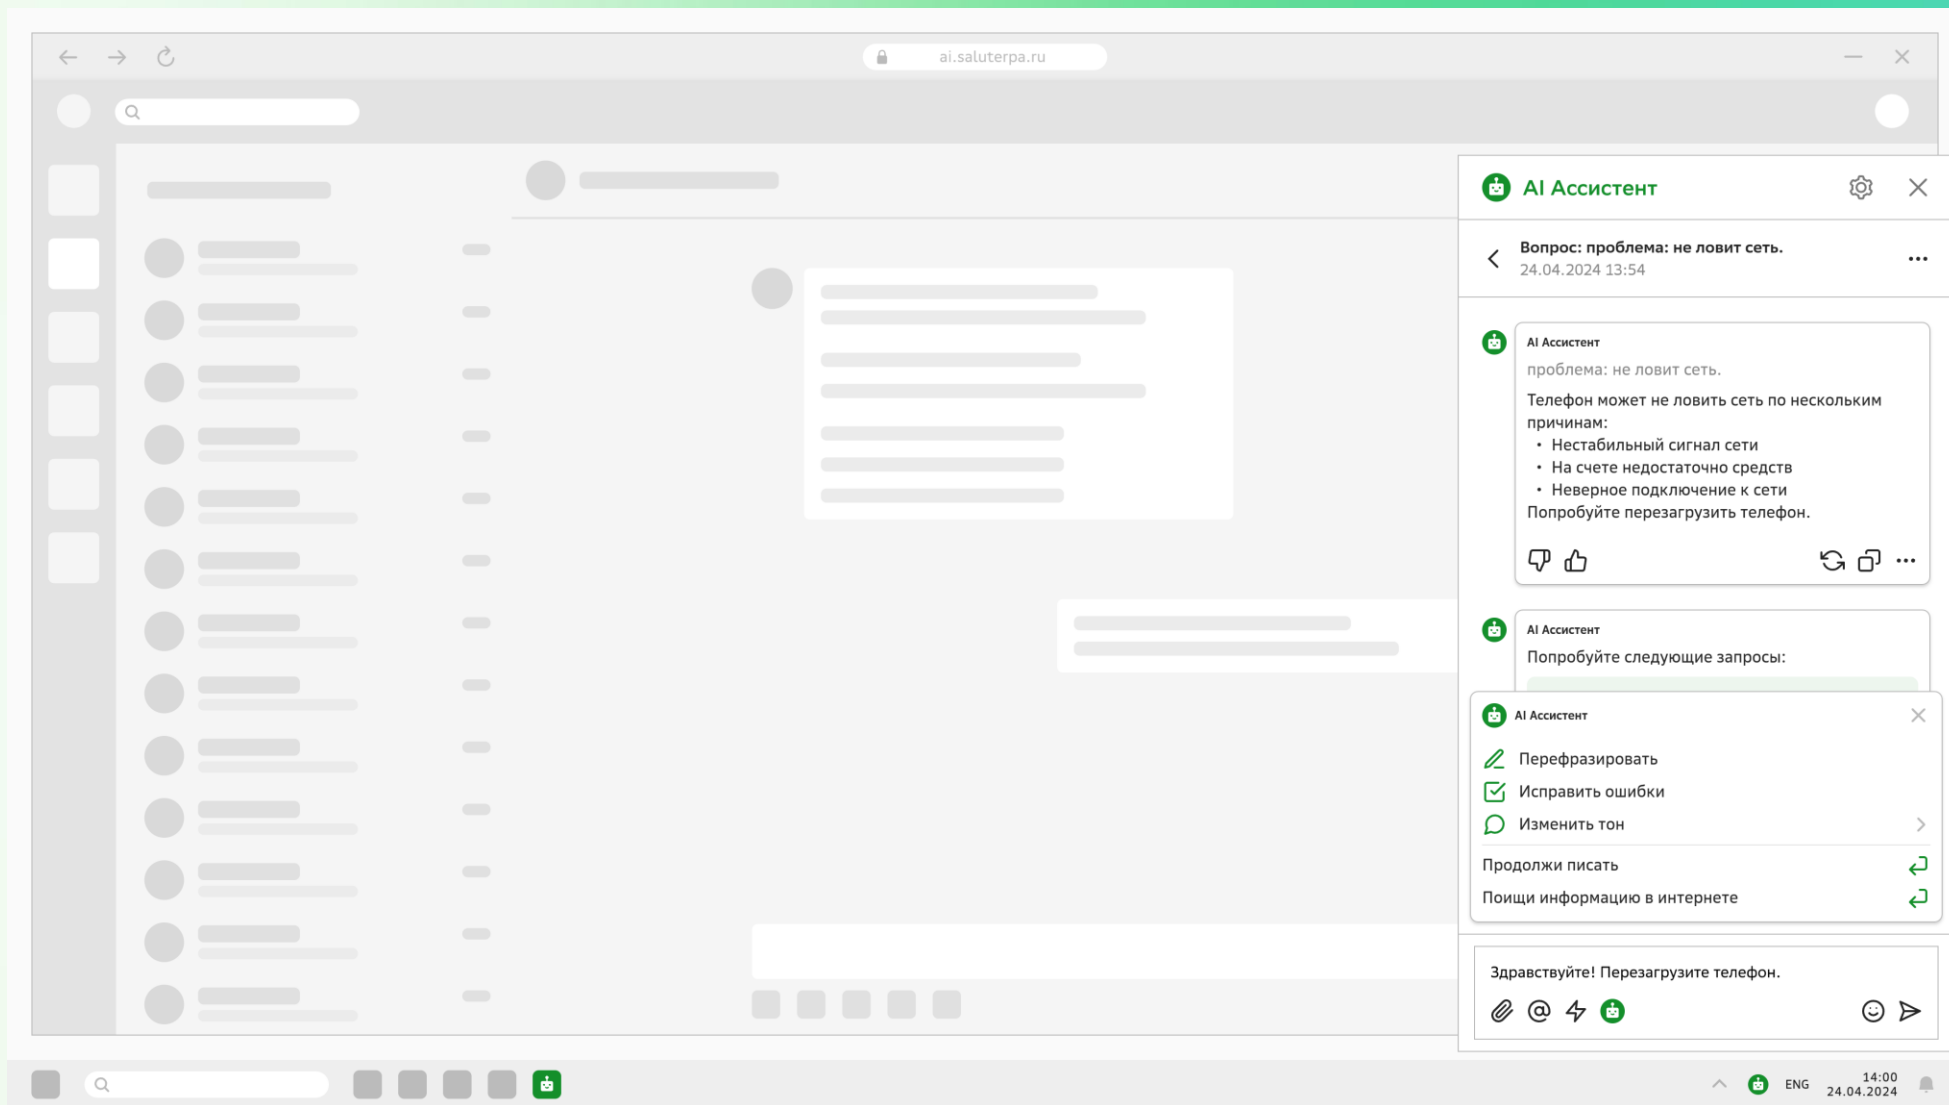 ai.saluterpa.ru
AI Ассистент
Вопрос: проблема: не ловит сеть.
24.04.2024 13:54
AI Ассистент
проблема: не ловит сеть.
Телефон может не ловить сеть по нескольким
причинам:
• Нестабильный сигнал сети
• На счете недостаточно средств
• Неверное подключение к сети
Попробуйте перезагрузить телефон.
AI Ассистент
Попробуйте следующие запросы:
AI Ассистент
Перефразировать
Исправить ошибки
Изменить тон
Продолжи писать
Поищи информацию в интернете
Здравствуйте! Перезагрузите телефон.
ENG
14:00
24.04.2024